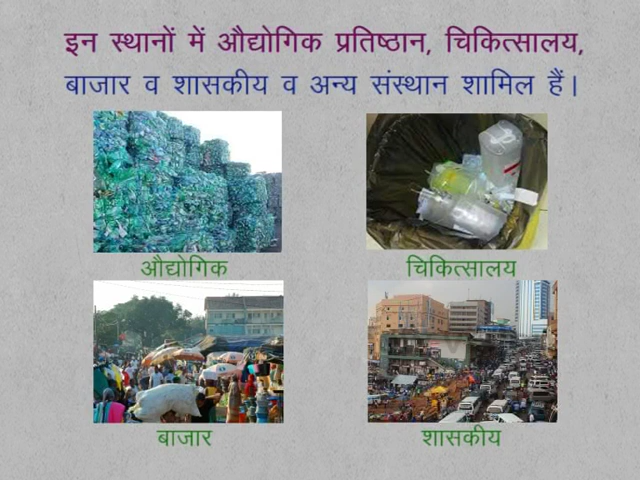 इन स्थानों में औद्योगिक प्रतिष्ठान, चिकित्सालय,
बाजार व शासकीय व अन्य संस्थान शामिल हैं।
औद्योगिक
चिकित्सालय
बाजार
शासकीय